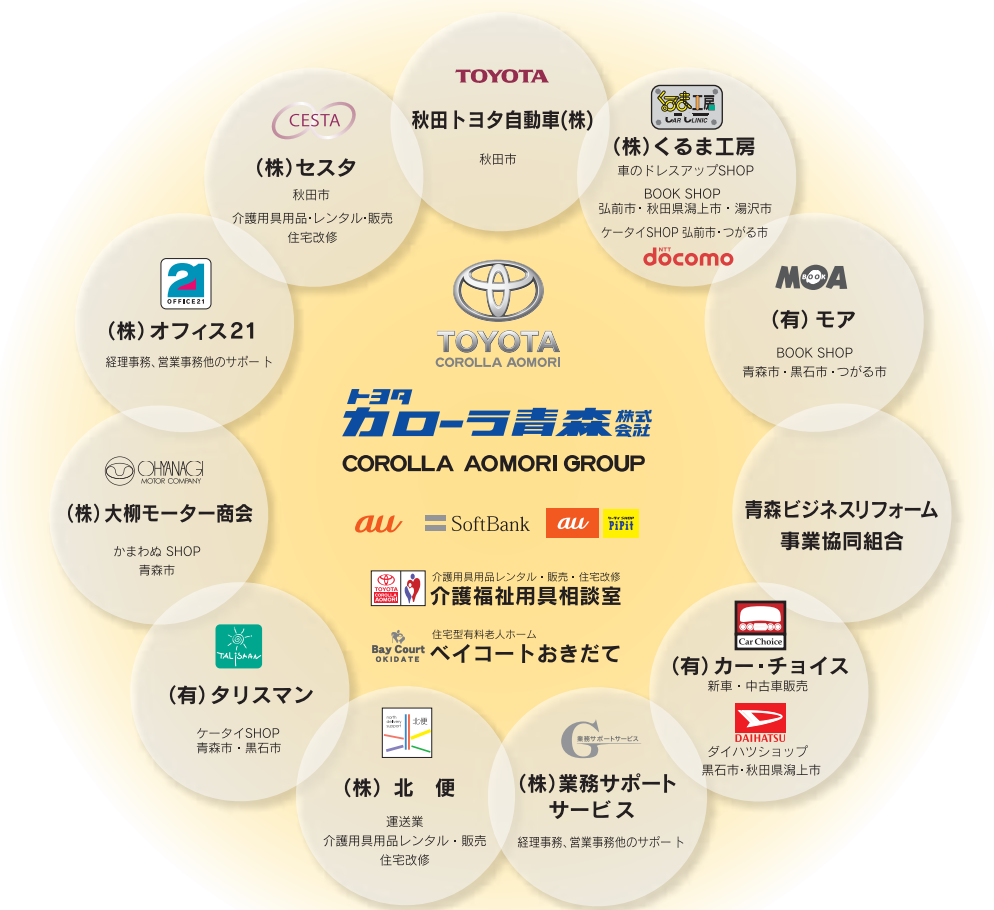 TOYOTA
秋田トヨタ自動車(株)
秋田市
くるま工房
CAR CLINIC
(株)くるま工房
車のドレスアップSHOP
BOOK SHOP
弘前市・秋田県潟上市・湯沢市
ケータイSHOP 弘前市・つがる市
NTT
döcomo
BOOK
MOA
(有) モア
BOOK SHOP
青森市・黒石市・つがる市
青森ビジネスリフォーム
事業協同組合
Car Choice
(有)カー・チョイス
新車・中古車販売
DAIHATSU
ダイハツショップ
黒石市・秋田県潟上市
G
業務サポートサービス
(株)業務サポート
サービス
経理事務、営業事務他のサポート
north
delivery
support
北便
(株) 北 便
運送業
介護用具用品レンタル・販売
住宅改修
TALISMAN
(有)タリスマン
ケータイSHOP
青森市・黒石市
OHYANAGI
MOTOR COMPANY
(株)大柳モーター商会
かまわぬ SHOP
青森市
21
OFFICE21
(株)オフィス21
経理事務、営業事務他のサポート
CESTA
(株)セスタ
秋田市
介護用具用品・レンタル・販売
住宅改修
TOYOTA
COROLLA AOMORI
トヨタ
カローラ青森株式会社
COROLLA AOMORI GROUP
au
SoftBank
au
ケータイ SHOP
PiPit
TOYOTA
COROLLA
AOMORI
介護用具用品レンタル・販売・住宅改修
介護福祉用具相談室
Bay Court
OKIDATE
住宅型有料老人ホーム
ベイコートおきだて